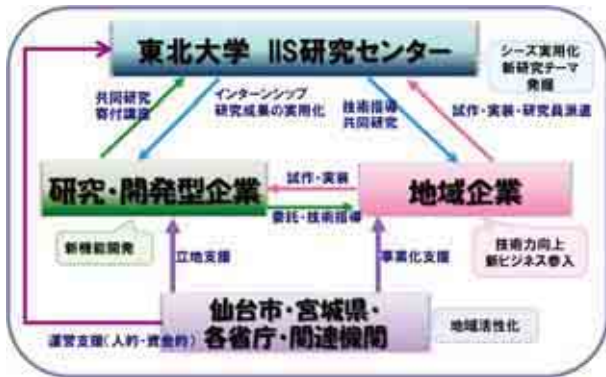 東北大学 IIS研究センター
シーズ実用化
新研究テーマ
発掘
共同研究
寄付講座
インターンシップ
研究成果の実用化
技術指導
共同研究
試作・実装・研究員派遣
研究・開発型企業
試作・実装
地域企業
委託・技術指導
新機能開発
技術力向上
新ビジネス参入
立地支援
事業化支援
仙台市・宮城県・
各省庁・関連機関
地域活性化
運営支援(人的・資金的)